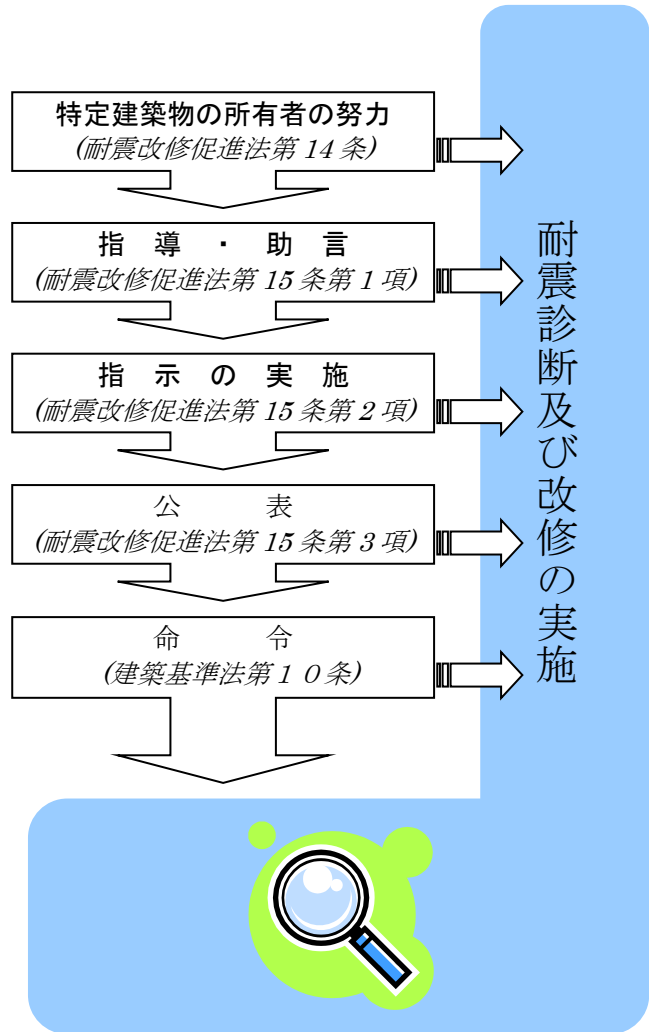 特定建築物の所有者の努力
(耐震改修促進法第 14 条)
指 導 ・ 助 言
(耐震改修促進法第 15 条第 1 項)
指 示 の 実 施
(耐震改修促進法第 15 条第 2 項)
公 表
(耐震改修促進法第 15 条第 3 項)
命 令
(建築基準法第１０条)
耐震診断及び改修の実施